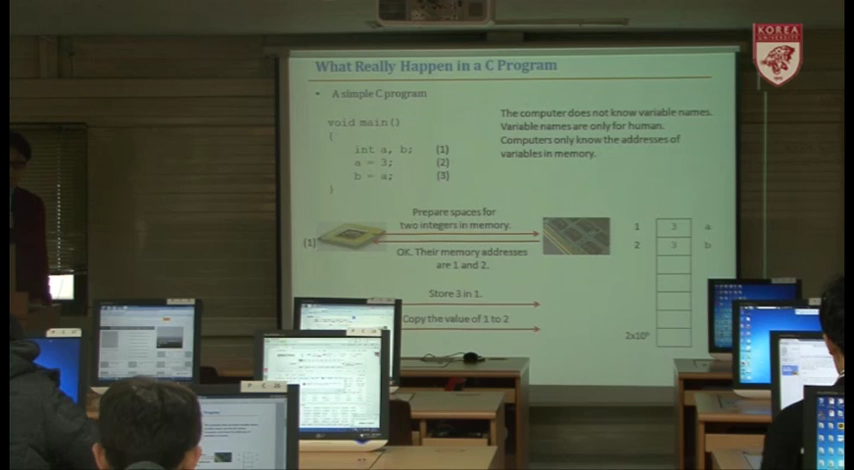 KOREA
UNIVERSITY
What Really Happen in a C Program
• A simple C program
void main()
{
int a, b; (1)
a = 3; (2)
b = a; (3)
}
The computer does not know variable names.
Variable names are only for human.
Computers only know the addresses of
variables in memory.
Prepare spaces for
two integers in memory.
(1)
OK. Their memory addresses
are 1 and 2.
Store 3 in 1.
Copy the value of 1 to 2
1 3 a
2 3 b